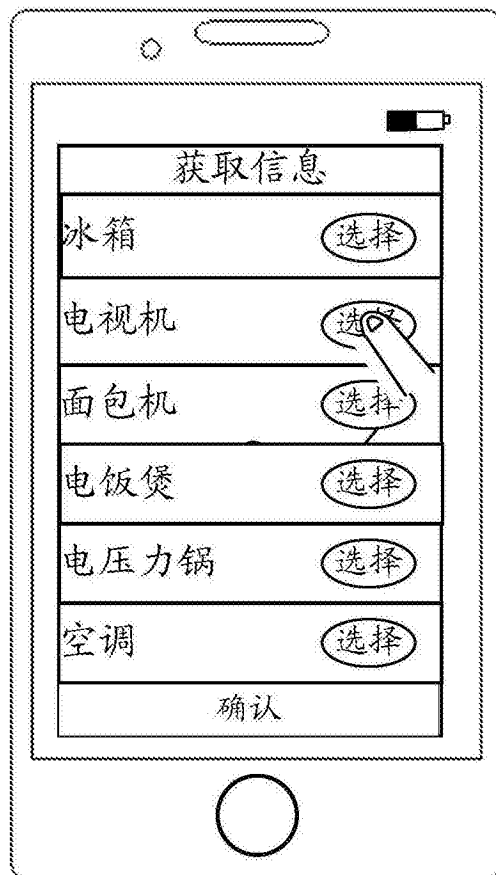 获取信息
冰箱 选择
电视机 选择
面包机 选择
电饭煲 选择
电压力锅 选择
空调 选择
确认